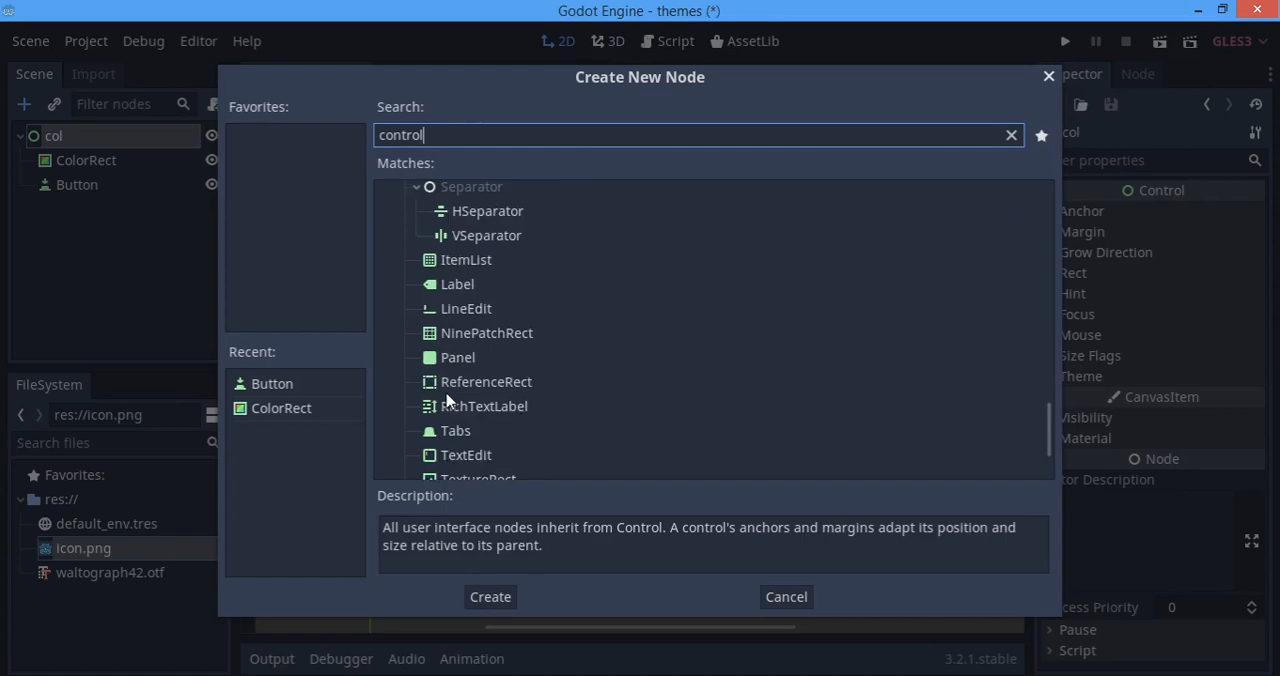 Godot Engine - themes (*)
Scene Project Debug Editor Help
2D 3D Script AssetLib
GLES3
Scene Import
Filter nodes
col
ColorRect
Button
FileSystem
res://icon.png
Search files
Favorites:
res://
default_env.tres
icon.png
waltograph42.otf
Create New Node
Favorites:
Recent:
Button
ColorRect
Search:
control
Matches:
Separator
HSeparator
VSeparator
ItemList
Label
LineEdit
NinePatchRect
Panel
ReferenceRect
RichTextLabel
Tabs
TextEdit
TextureRect
Description:
All user interface nodes inherit from Control. A control's anchors and margins adapt its position and
size relative to its parent.
Create Cancel
Output Debugger Audio Animation 3.2.1.stable
Node
col
properties
Control
Anchor
Margin
Grow Direction
Rect
Hint
Focus
Mouse
Size Flags
Theme
CanvasItem
Visibility
Material
Node
Description
Priority 0
Pause
Script